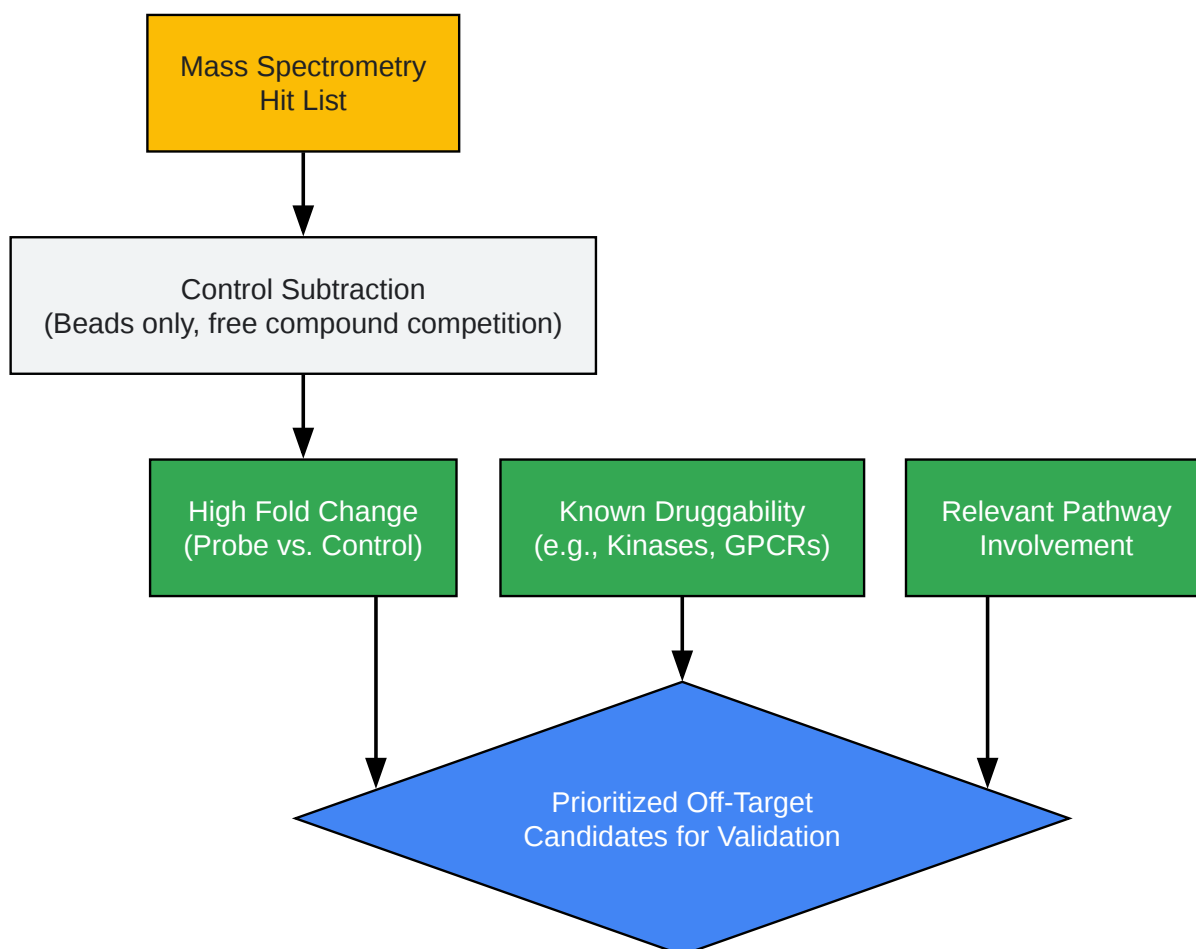 Mass Spectrometry
Hit List
Control Subtraction
(Beads only, free compound competition)
High Fold Change
(Probe vs. Control)
Known Druggability
(e.g., Kinases, GPCRs)
Relevant Pathway
Involvement
Prioritized Off-Target
Candidates for Validation